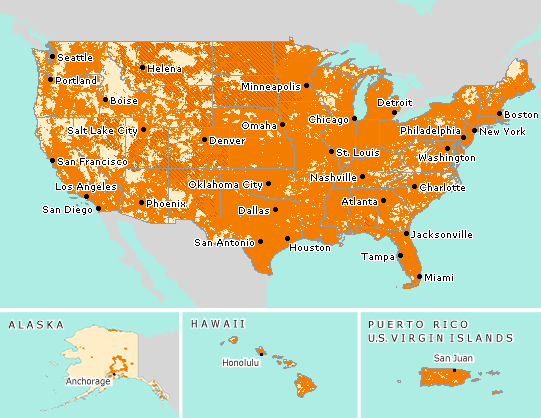 Seattle
Portland
Helena
Boise
Minneapolis
Detroit
Boston
Salt Lake City
Omaha
Chicago
Philadelphia
New York
Denver
St. Louis
Washington
San Francisco
Oklahoma City
Nashville
Charlotte
Los Angeles
San Diego
Phoenix
Dallas
Atlanta
San Antonio
Houston
Jacksonville
Tampa
Miami
ALASKA
Anchorage
HAWAII
Honolulu
PUERTO RICO
U.S. VIRGIN ISLANDS
San Juan